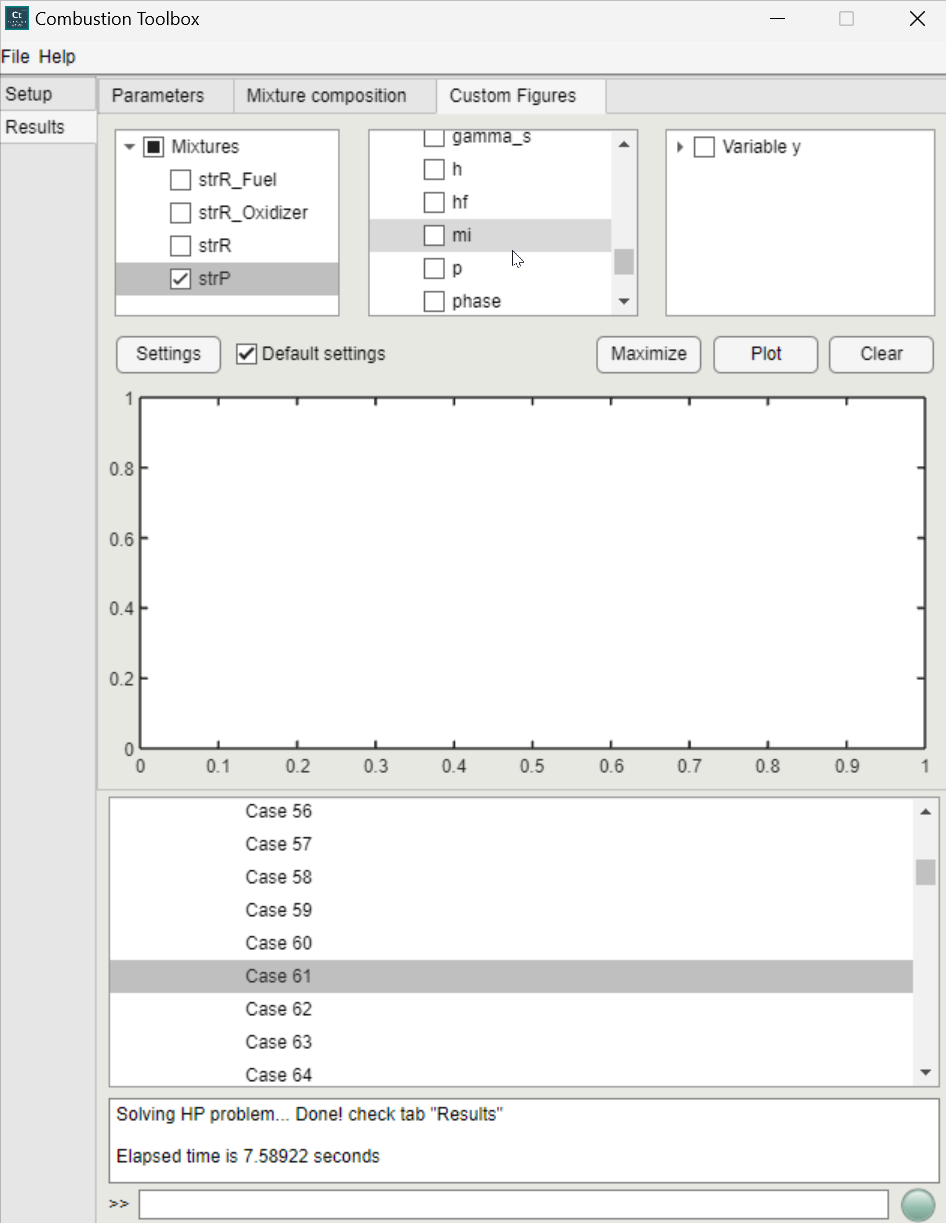 Ct
Combustion Toolbox
File Help
Setup
Results
Parameters
Mixture composition
Custom Figures
Mixtures
strR_Fuel
strR_Oxidizer
strR
strP
gamma_s
h
hf
mi
p
phase
Variable y
Settings
Default settings
Maximize
Plot
Clear
1
0.8
0.6
0.4
0.2
0
0 0.1 0.2 0.3 0.4 0.5 0.6 0.7 0.8 0.9 1
Case 56
Case 57
Case 58
Case 59
Case 60
Case 61
Case 62
Case 63
Case 64
Solving HP problem... Done! check tab "Results"
Elapsed time is 7.58922 seconds
>>